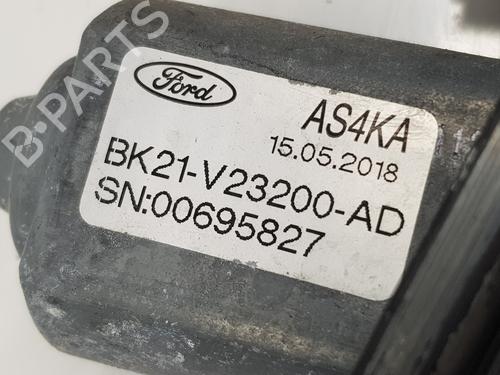 B-PARTS
Ford
AS4KA
15.05.2018
BK21-V23200-AD
SN:00695827